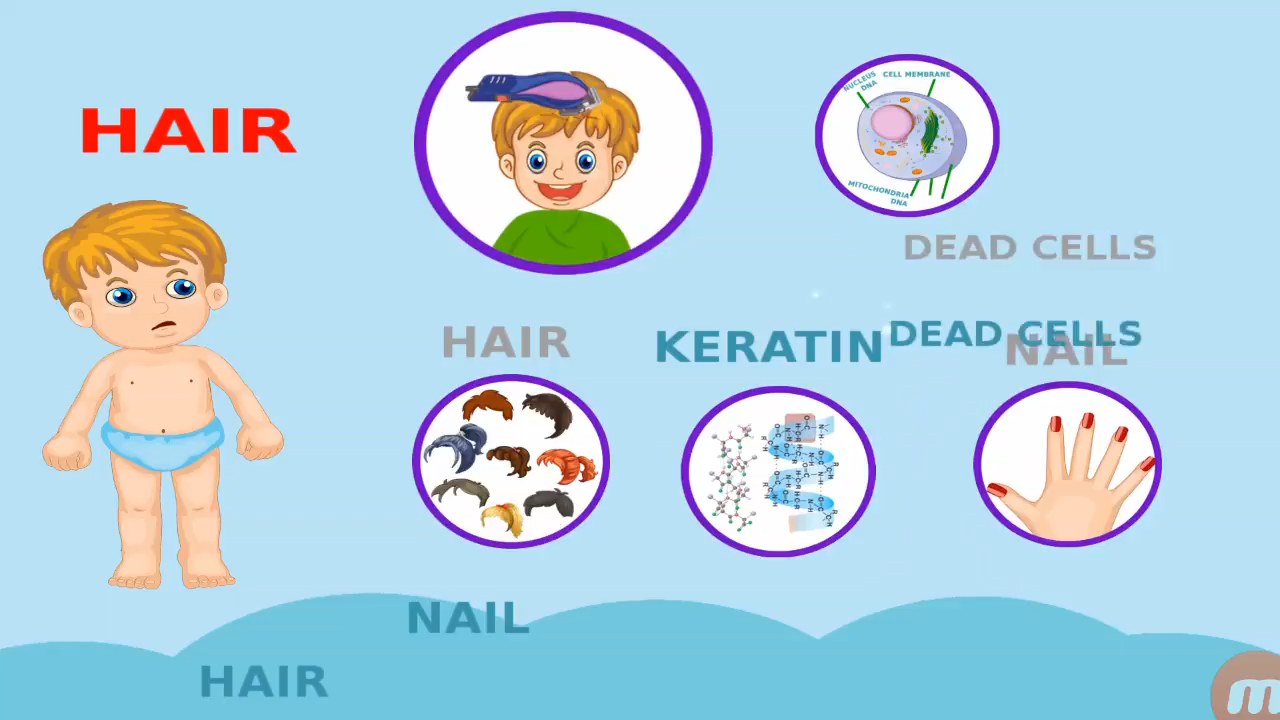 HAIR
NUCLEUS
DNA
CELL MEMBRANE
MITOCHONDRIA
DNA
DEAD CELLS
HAIR
KERATIN
DEAD CELLS
NAIL
NAIL
HAIR